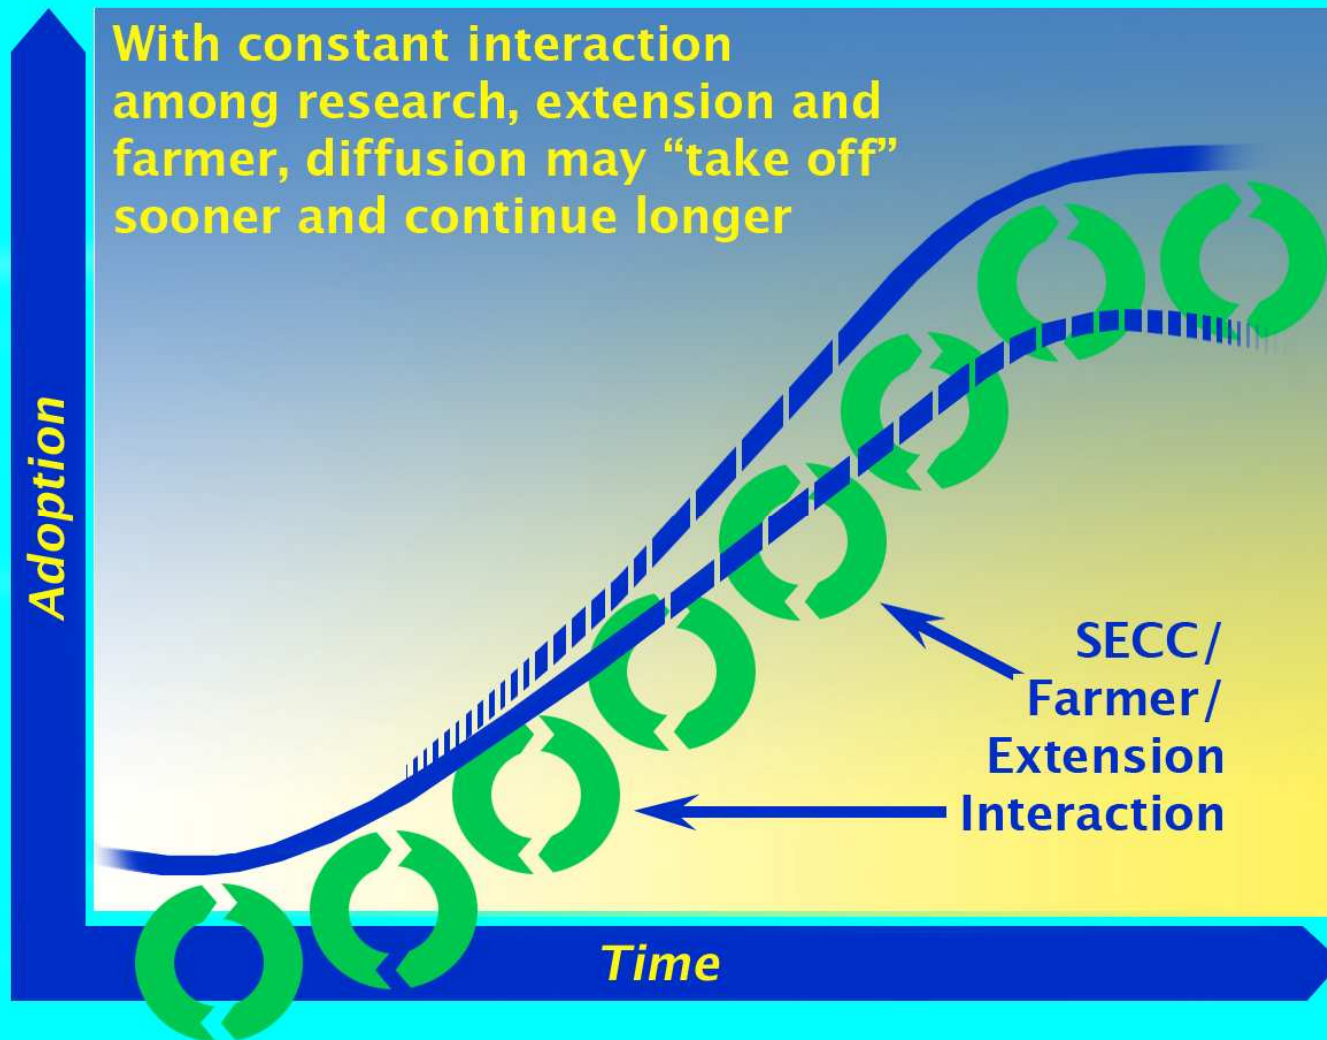 With constant interaction
among research, extension and
farmer, diffusion may “take off”
sooner and continue longer
Adoption
SECC/
Farmer/
Extension
Interaction
Time